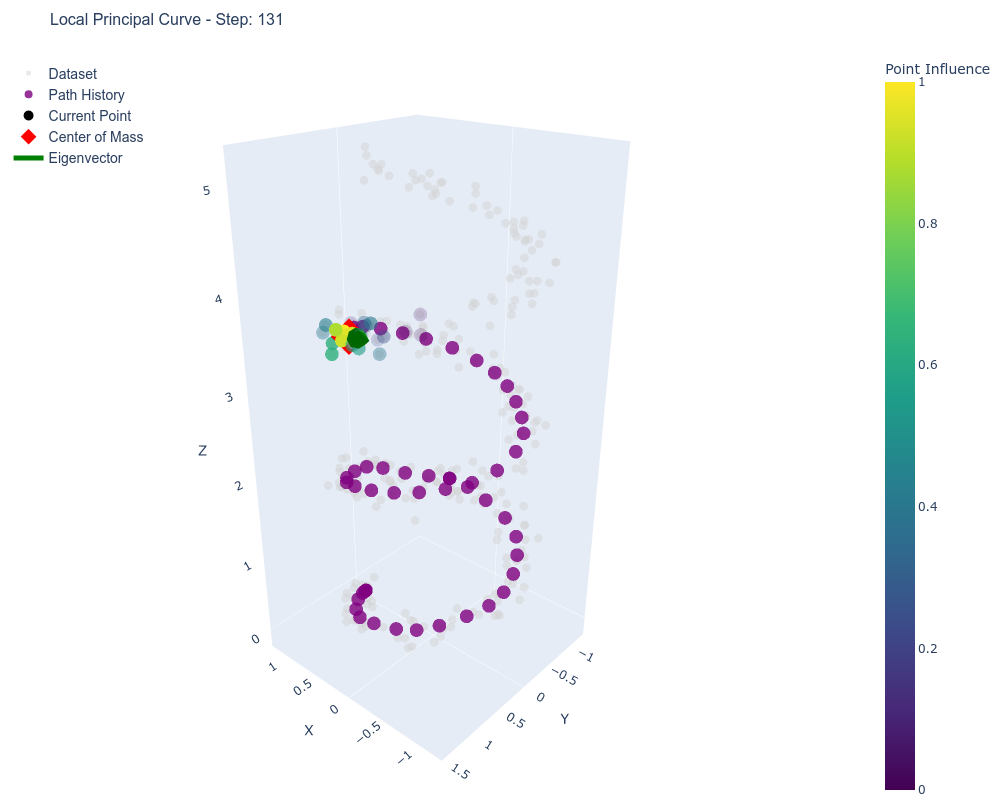 Local Principal Curve - Step: 131
Dataset
Path History
Current Point
Center of Mass
Eigenvector
Point Influence
1
0.8
0.6
0.4
0.2
0
5
4
3
Z
2
1
0
1
0.5
0
X
−0.5
−1
−1
−0.5
0
Y
0.5
1
1.5